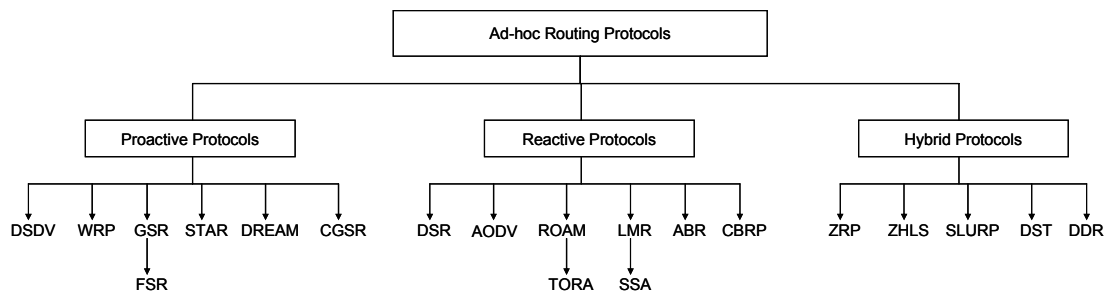 Ad-hoc Routing Protocols
Proactive Protocols
Reactive Protocols
Hybrid Protocols
DSDV WRP GSR STAR DREAM CGSR
DSR AODV ROAM LMR ABR CBRP
ZRP ZHLS SLURP DST DDR
FSR
TORA SSA